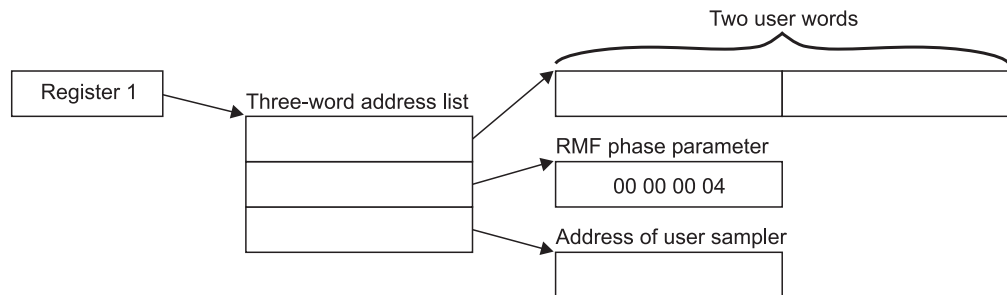 Two user words
Register 1
Three-word address list
RMF phase parameter
00 00 00 04
Address of user sampler